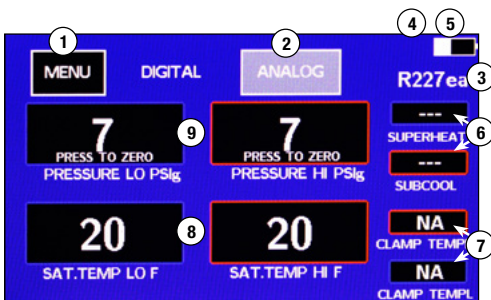 1
2
4
5
MENU
DIGITAL
ANALOG
R227ea
3
7
PRESS TO ZERO
PRESSURE LO PSIg
9
7
PRESS TO ZERO
PRESSURE HI PSIg
---
SUPERHEAT
6
---
SUBCOOL
20
SAT.TEMP LO F
8
20
SAT.TEMP HI F
NA
CLAMP TEMPL
7
NA
CLAMP TEMPL